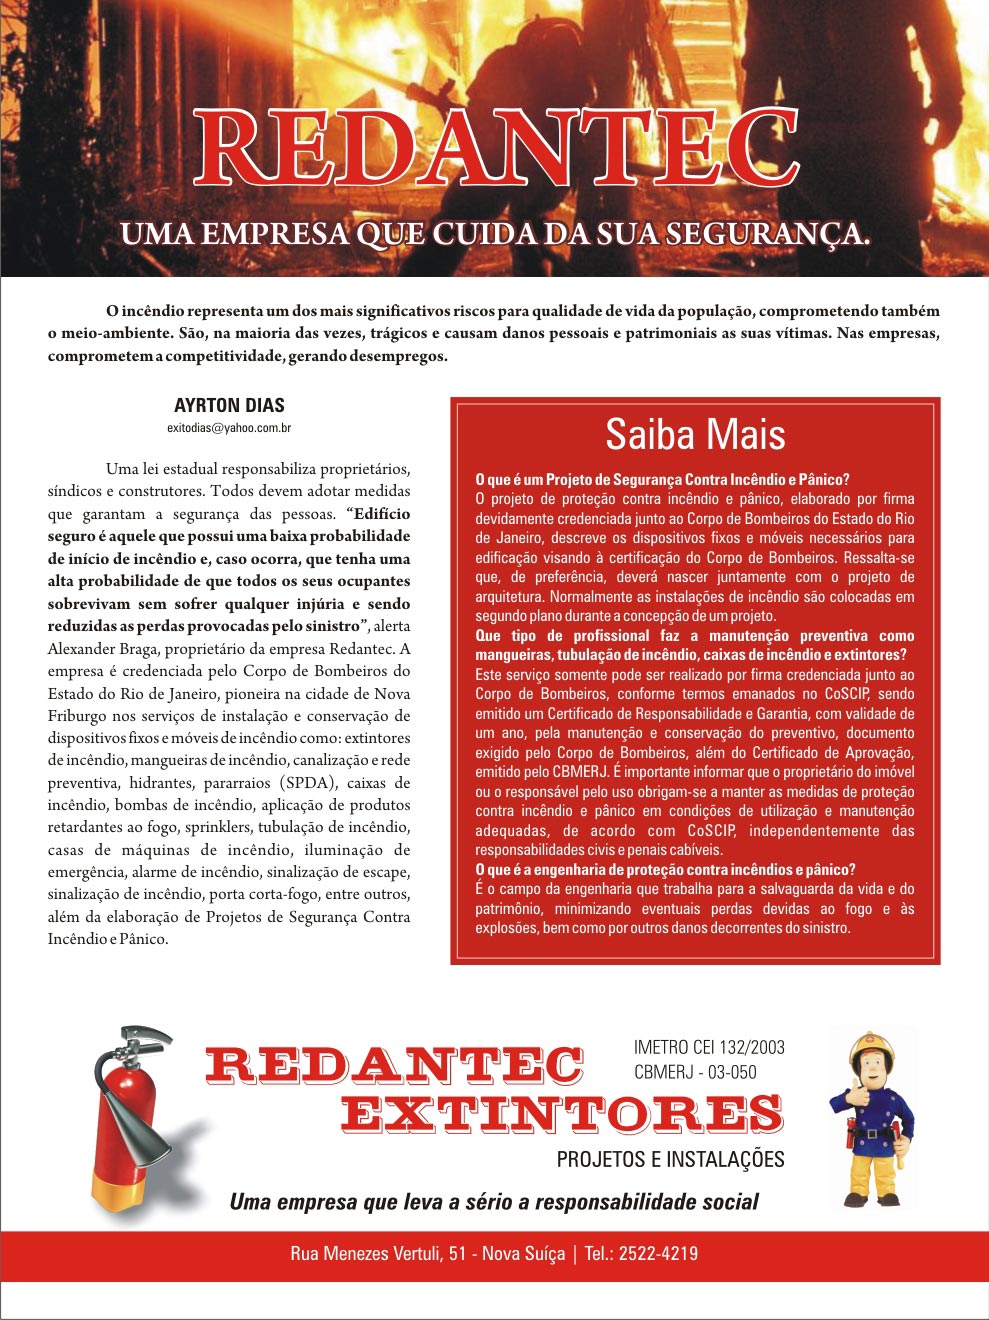 REDANTEC
UMA EMPRESA QUE CUIDA DA SUA SEGURANÇA.
O incêndio representa um dos mais significativos riscos para qualidade de vida da população, comprometendo também
o meio-ambiente. São, na maioria das vezes, trágicos e causam danos pessoais e patrimoniais as suas vítimas. Nas empresas,
comprometem a competitividade, gerando desempregos.
AYRTON DIAS
exitodias@yahoo.com.br
Uma lei estadual responsabiliza proprietários,
síndicos e construtores. Todos devem adotar medidas
que garantam a segurança das pessoas. “Edifício
seguro é aquele que possui uma baixa probabilidade
de início de incêndio e, caso ocorra, que tenha uma
alta probabilidade de que todos os seus ocupantes
sobrevivam sem sofrer qualquer injúria e sendo
reduzidas as perdas provocadas pelo sinistro”, alerta
Alexander Braga, proprietário da empresa Redantec. A
empresa é credenciada pelo Corpo de Bombeiros do
Estado do Rio de Janeiro, pioneira na cidade de Nova
Friburgo nos serviços de instalação e conservação de
dispositivos fixos e móveis de incêndio como: extintores
de incêndio, mangueiras de incêndio, canalização e rede
preventiva, hidrantes, pararraios (SPDA), caixas de
incêndio, bombas de incêndio, aplicação de produtos
retardantes ao fogo, sprinklers, tubulação de incêndio,
casas de máquinas de incêndio, iluminação de
emergência, alarme de incêndio, sinalização de escape,
sinalização de incêndio, porta corta-fogo, entre outros,
além da elaboração de Projetos de Segurança Contra
Incêndio e Pânico.
Saiba Mais
O que é um Projeto de Segurança Contra Incêndio e Pânico?
O projeto de proteção contra incêndio e pânico, elaborado por firma
devidamente credenciada junto ao Corpo de Bombeiros do Estado do Rio
de Janeiro, descreve os dispositivos fixos e móveis necessários para
edificação visando à certificação do Corpo de Bombeiros. Ressalta-se
que, de preferência, deverá nascer juntamente com o projeto de
arquitetura. Normalmente as instalações de incêndio são colocadas em
segundo plano durante a concepção de um projeto.
Que tipo de profissional faz a manutenção preventiva como
mangueiras, tubulação de incêndio, caixas de incêndio e extintores?
Este serviço somente pode ser realizado por firma credenciada junto ao
Corpo de Bombeiros, conforme termos emanados no CoSCIP, sendo
emitido um Certificado de Responsabilidade e Garantia, com validade de
um ano, pela manutenção e conservação do preventivo, documento
exigido pelo Corpo de Bombeiros, além do Certificado de Aprovação,
emitido pelo CBMERJ. É importante informar que o proprietário do imóvel
ou o responsável pelo uso obrigam-se a manter as medidas de proteção
contra incêndio e pânico em condições de utilização e manutenção
adequadas, de acordo com CoSCIP, independentemente das
responsabilidades civis e penais cabíveis.
O que é a engenharia de proteção contra incêndios e pânico?
É o campo da engenharia que trabalha para a salvaguarda da vida e do
patrimônio, minimizando eventuais perdas devidas ao fogo e às
explosões, bem como por outros danos decorrentes do sinistro.
REDANTEC
EXTINTORES
IMETRO CEI 132/2003
CBMERJ - 03-050
PROJETOS E INSTALAÇÕES
Uma empresa que leva a sério a responsabilidade social
Rua Menezes Vertuli, 51 - Nova Suíça | Tel.: 2522-4219